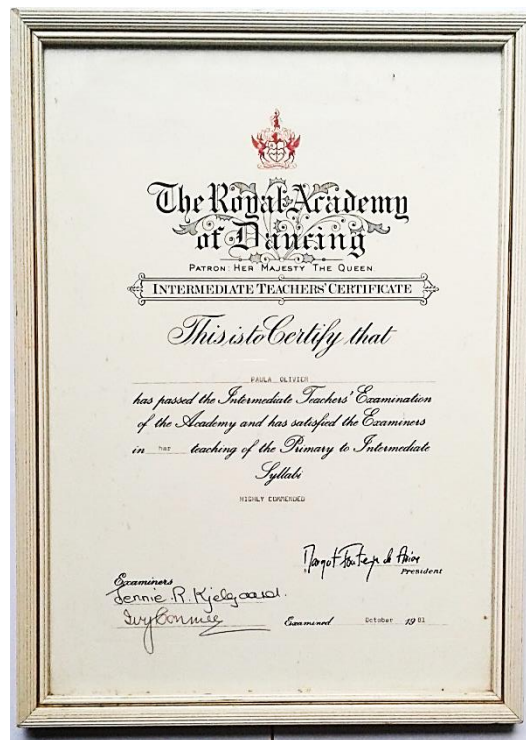 The Royal Academy
of Dancing
PATRON: HER MAJESTY THE QUEEN
INTERMEDIATE TEACHERS' CERTIFICATE
This is to Certify that
PAULA OLIVIER
has passed the Intermediate Teachers' Examination
of the Academy and has satisfied the Examiners
in her teaching of the Primary to Intermediate
Syllabi
HIGHLY COMMENDED
Margot Fonteyn de Arias
President
Examiners
Jennie R. Kjelgaard.
Ivy
Examined October 1981